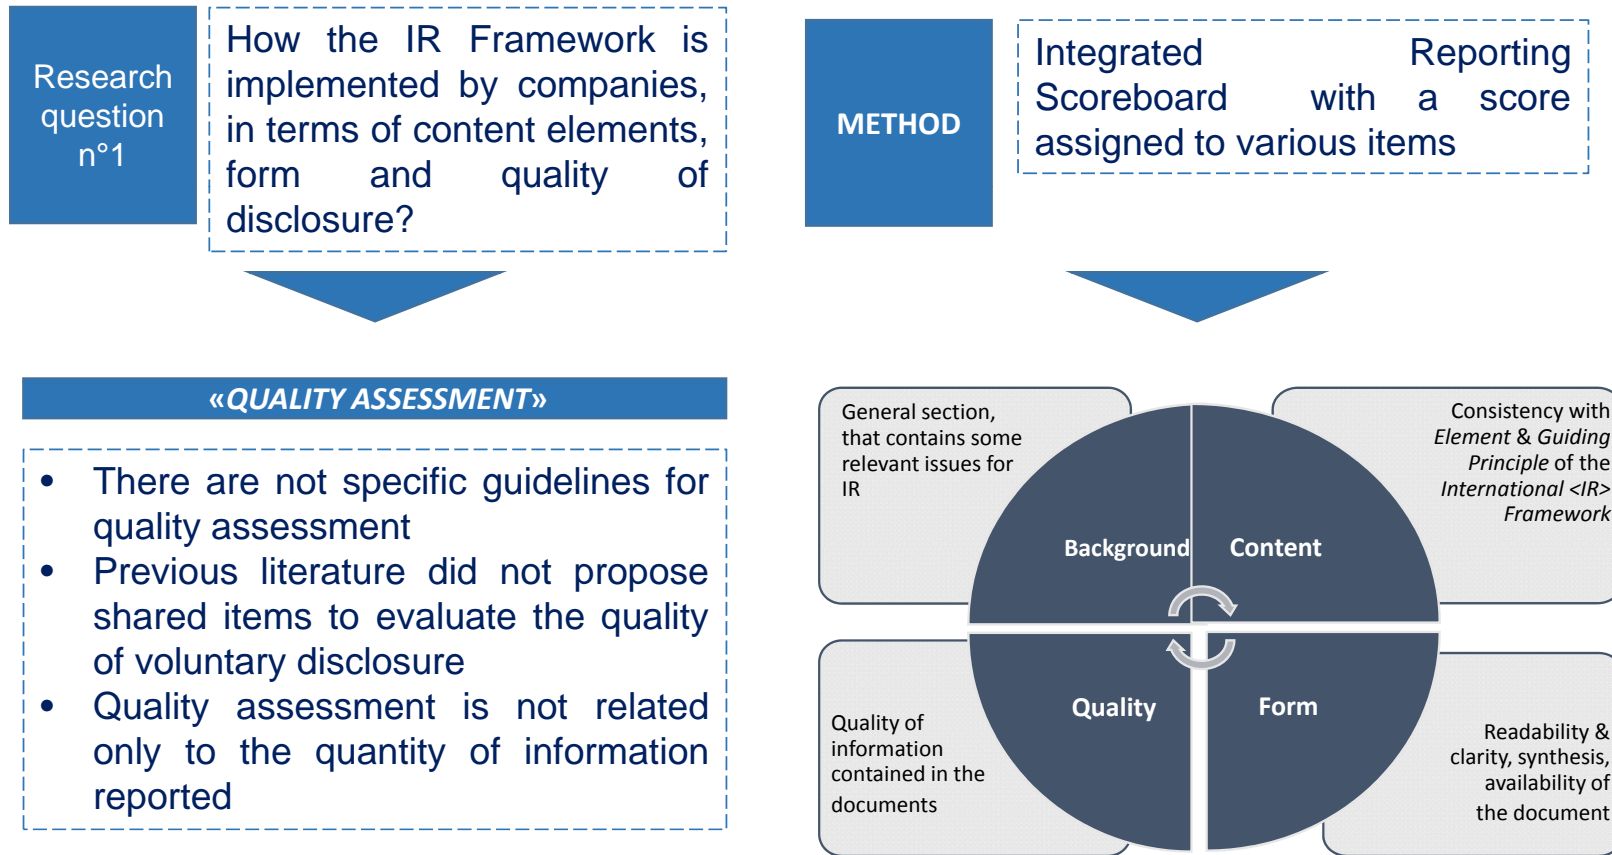 Research
question
n°1
How the IR Framework is
implemented by companies,
in terms of content elements,
form and quality of
disclosure?
METHOD
Integrated Reporting
Scoreboard with a score
assigned to various items
«QUALITY ASSESSMENT»
• There are not specific guidelines for
quality assessment
• Previous literature did not propose
shared items to evaluate the quality
of voluntary disclosure
• Quality assessment is not related
only to the quantity of information
reported
General section,
that contains some
relevant issues for
IR
Consistency with
Element & Guiding
Principle of the
International <IR>
Framework
Background
Content
Quality
Form
Quality of
information
contained in the
documents
Readability &
clarity, synthesis,
availability of
the document